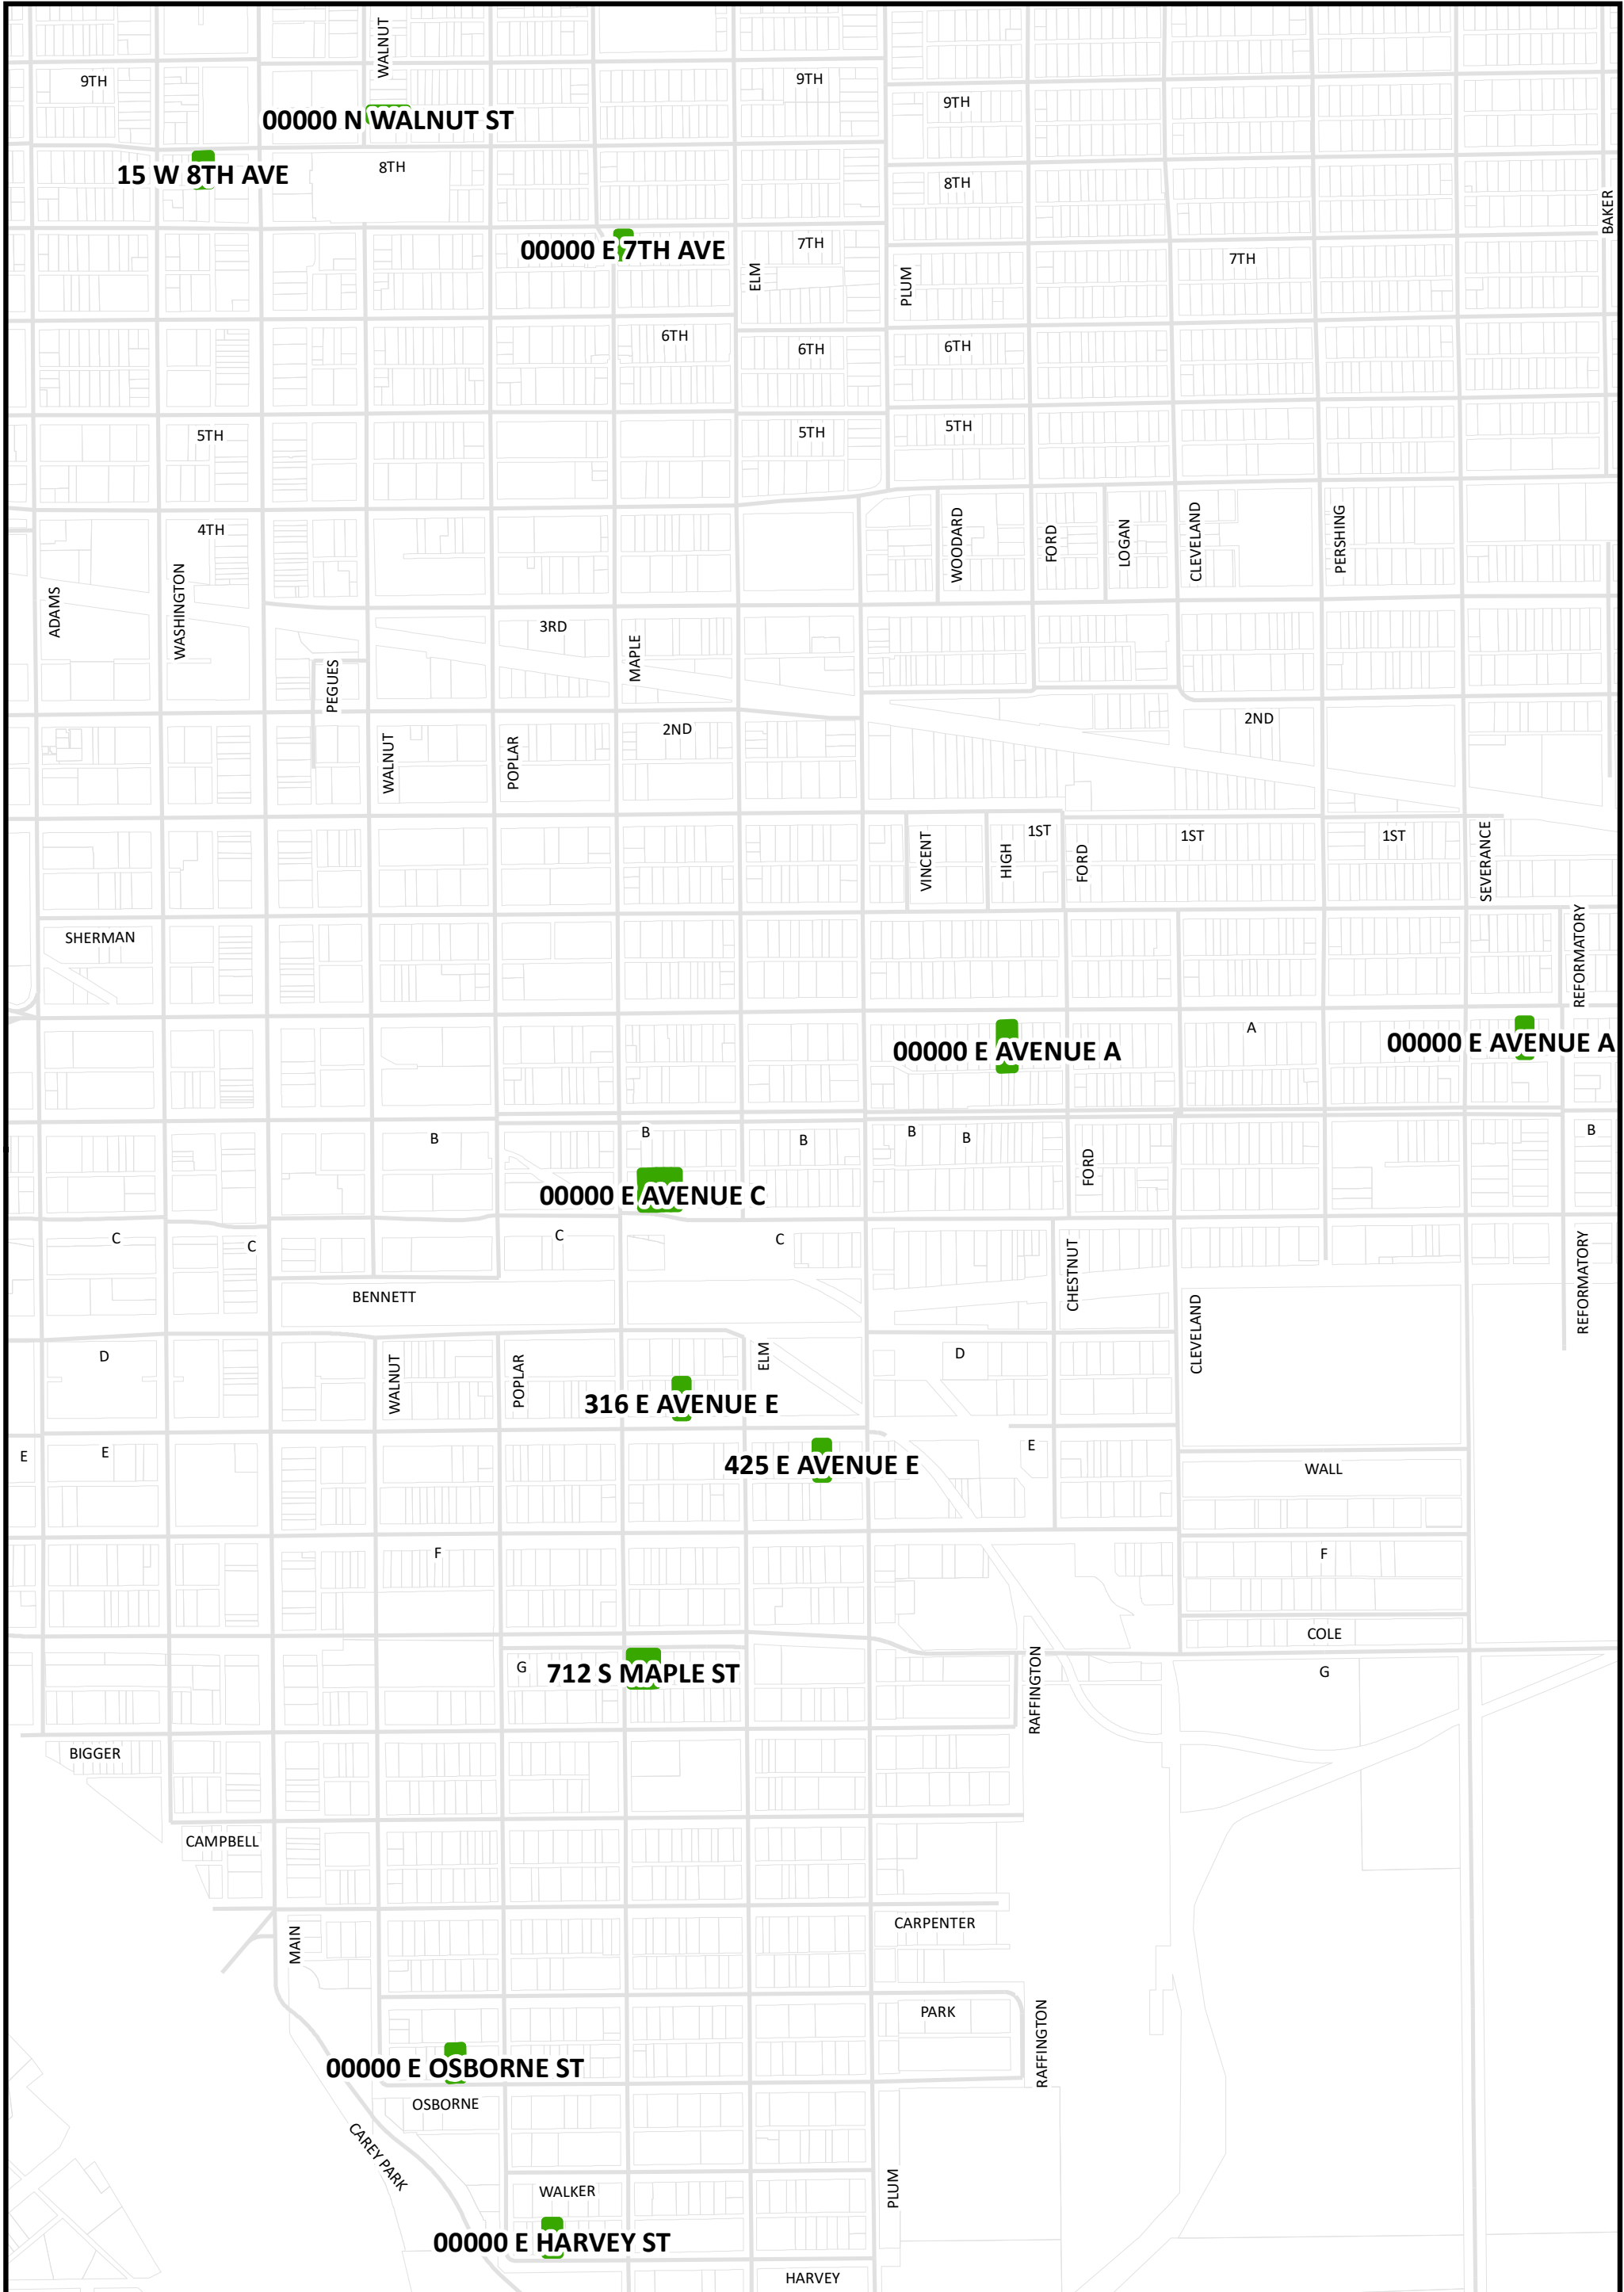 WALNUT
9TH
9TH
9TH
00000 N WALNUT ST
15 W 8TH AVE
8TH
8TH
BAKER
00000 E 7TH AVE
7TH
7TH
ELM
PLUM
6TH
6TH
6TH
5TH
5TH
5TH
4TH
WOODARD
FORD
LOGAN
CLEVELAND
PERSHING
ADAMS
WASHINGTON
3RD
MAPLE
PEGUES
2ND
2ND
WALNUT
POPLAR
1ST
1ST
1ST
VINCENT
HIGH
FORD
SEVERANCE
SHERMAN
REFORMATORY
A
00000 E AVENUE A
00000 E AVENUE A
B
B
B
B
B
B
FORD
00000 E AVENUE C
C
C
C
C
CHESTNUT
REFORMATORY
BENNETT
CLEVELAND
D
D
WALNUT
POPLAR
ELM
316 E AVENUE E
E
E
E
425 E AVENUE E
WALL
F
F
COLE
G
712 S MAPLE ST
G
RAFFINGTON
BIGGER
CAMPBELL
MAIN
CARPENTER
PARK
RAFFINGTON
00000 E OSBORNE ST
OSBORNE
CAREY PARK
PLUM
WALKER
00000 E HARVEY ST
HARVEY